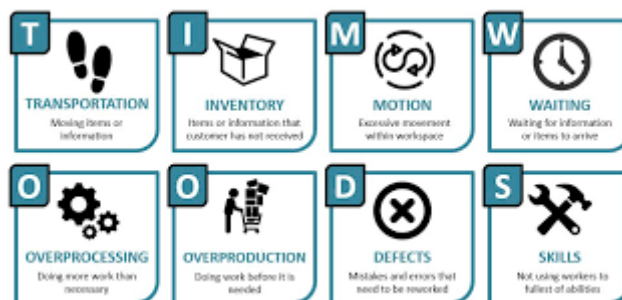 T
TRANSPORTATION
Moving items or
information
I
INVENTORY
Items or information that
customer has not received
M
MOTION
Excessive movement
within workspace
W
WAITING
Waiting for information
or items to arrive
O
OVERPROCESSING
Doing more work than
necessary
O
OVERPRODUCTION
Doing work before it is
needed
D
DEFECTS
Mistakes and errors that
need to be reworked
S
SKILLS
Not using workers to
fullest of abilities